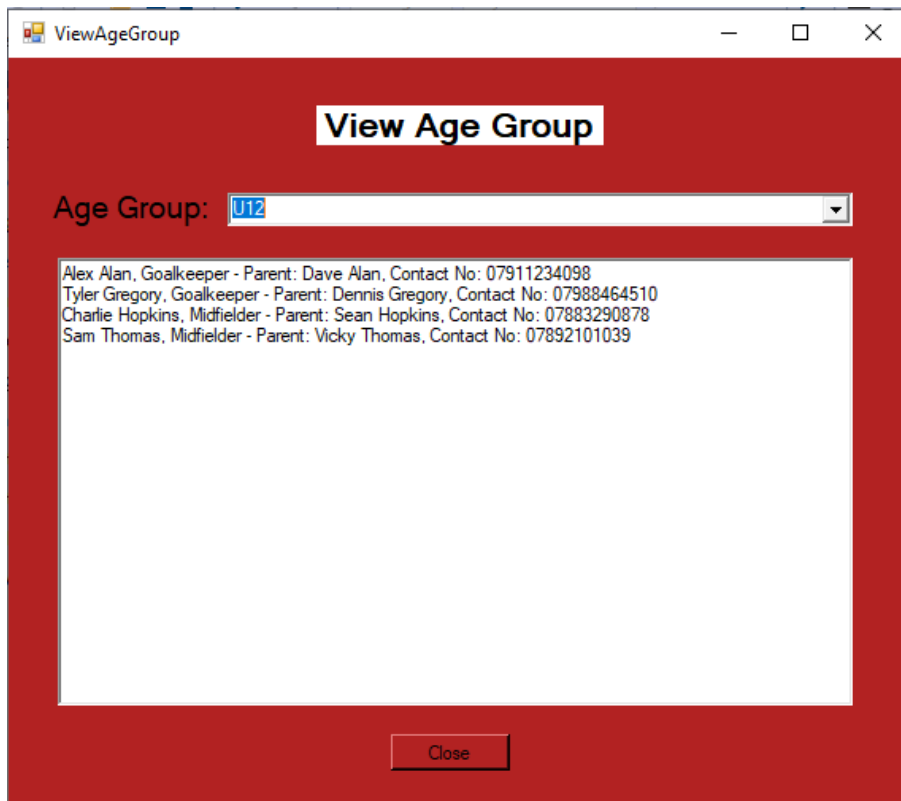 ViewAgeGroup
View Age Group
Age Group: U12
Alex Alan, Goalkeeper - Parent: Dave Alan, Contact No: 07911234098
Tyler Gregory, Goalkeeper - Parent: Dennis Gregory, Contact No: 07988464510
Charlie Hopkins, Midfielder - Parent: Sean Hopkins, Contact No: 07883290878
Sam Thomas, Midfielder - Parent: Vicky Thomas, Contact No: 07892101039
Close